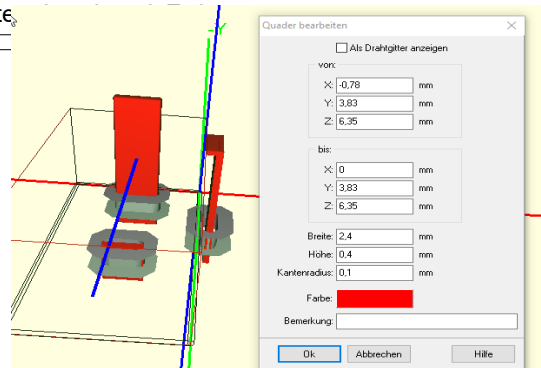 te
Y
Quader bearbeiten
Als Drahtgitter anzeigen
von:
X: -0,78 mm
Y: 3,83 mm
Z: 6,35 mm
bis:
X: 0 mm
Y: 3,83 mm
Z: 6,35 mm
Breite: 2,4 mm
Höhe: 0,4 mm
Kantenradius: 0,1 mm
Farbe:
Bemerkung:
Ok Abbrechen Hilfe